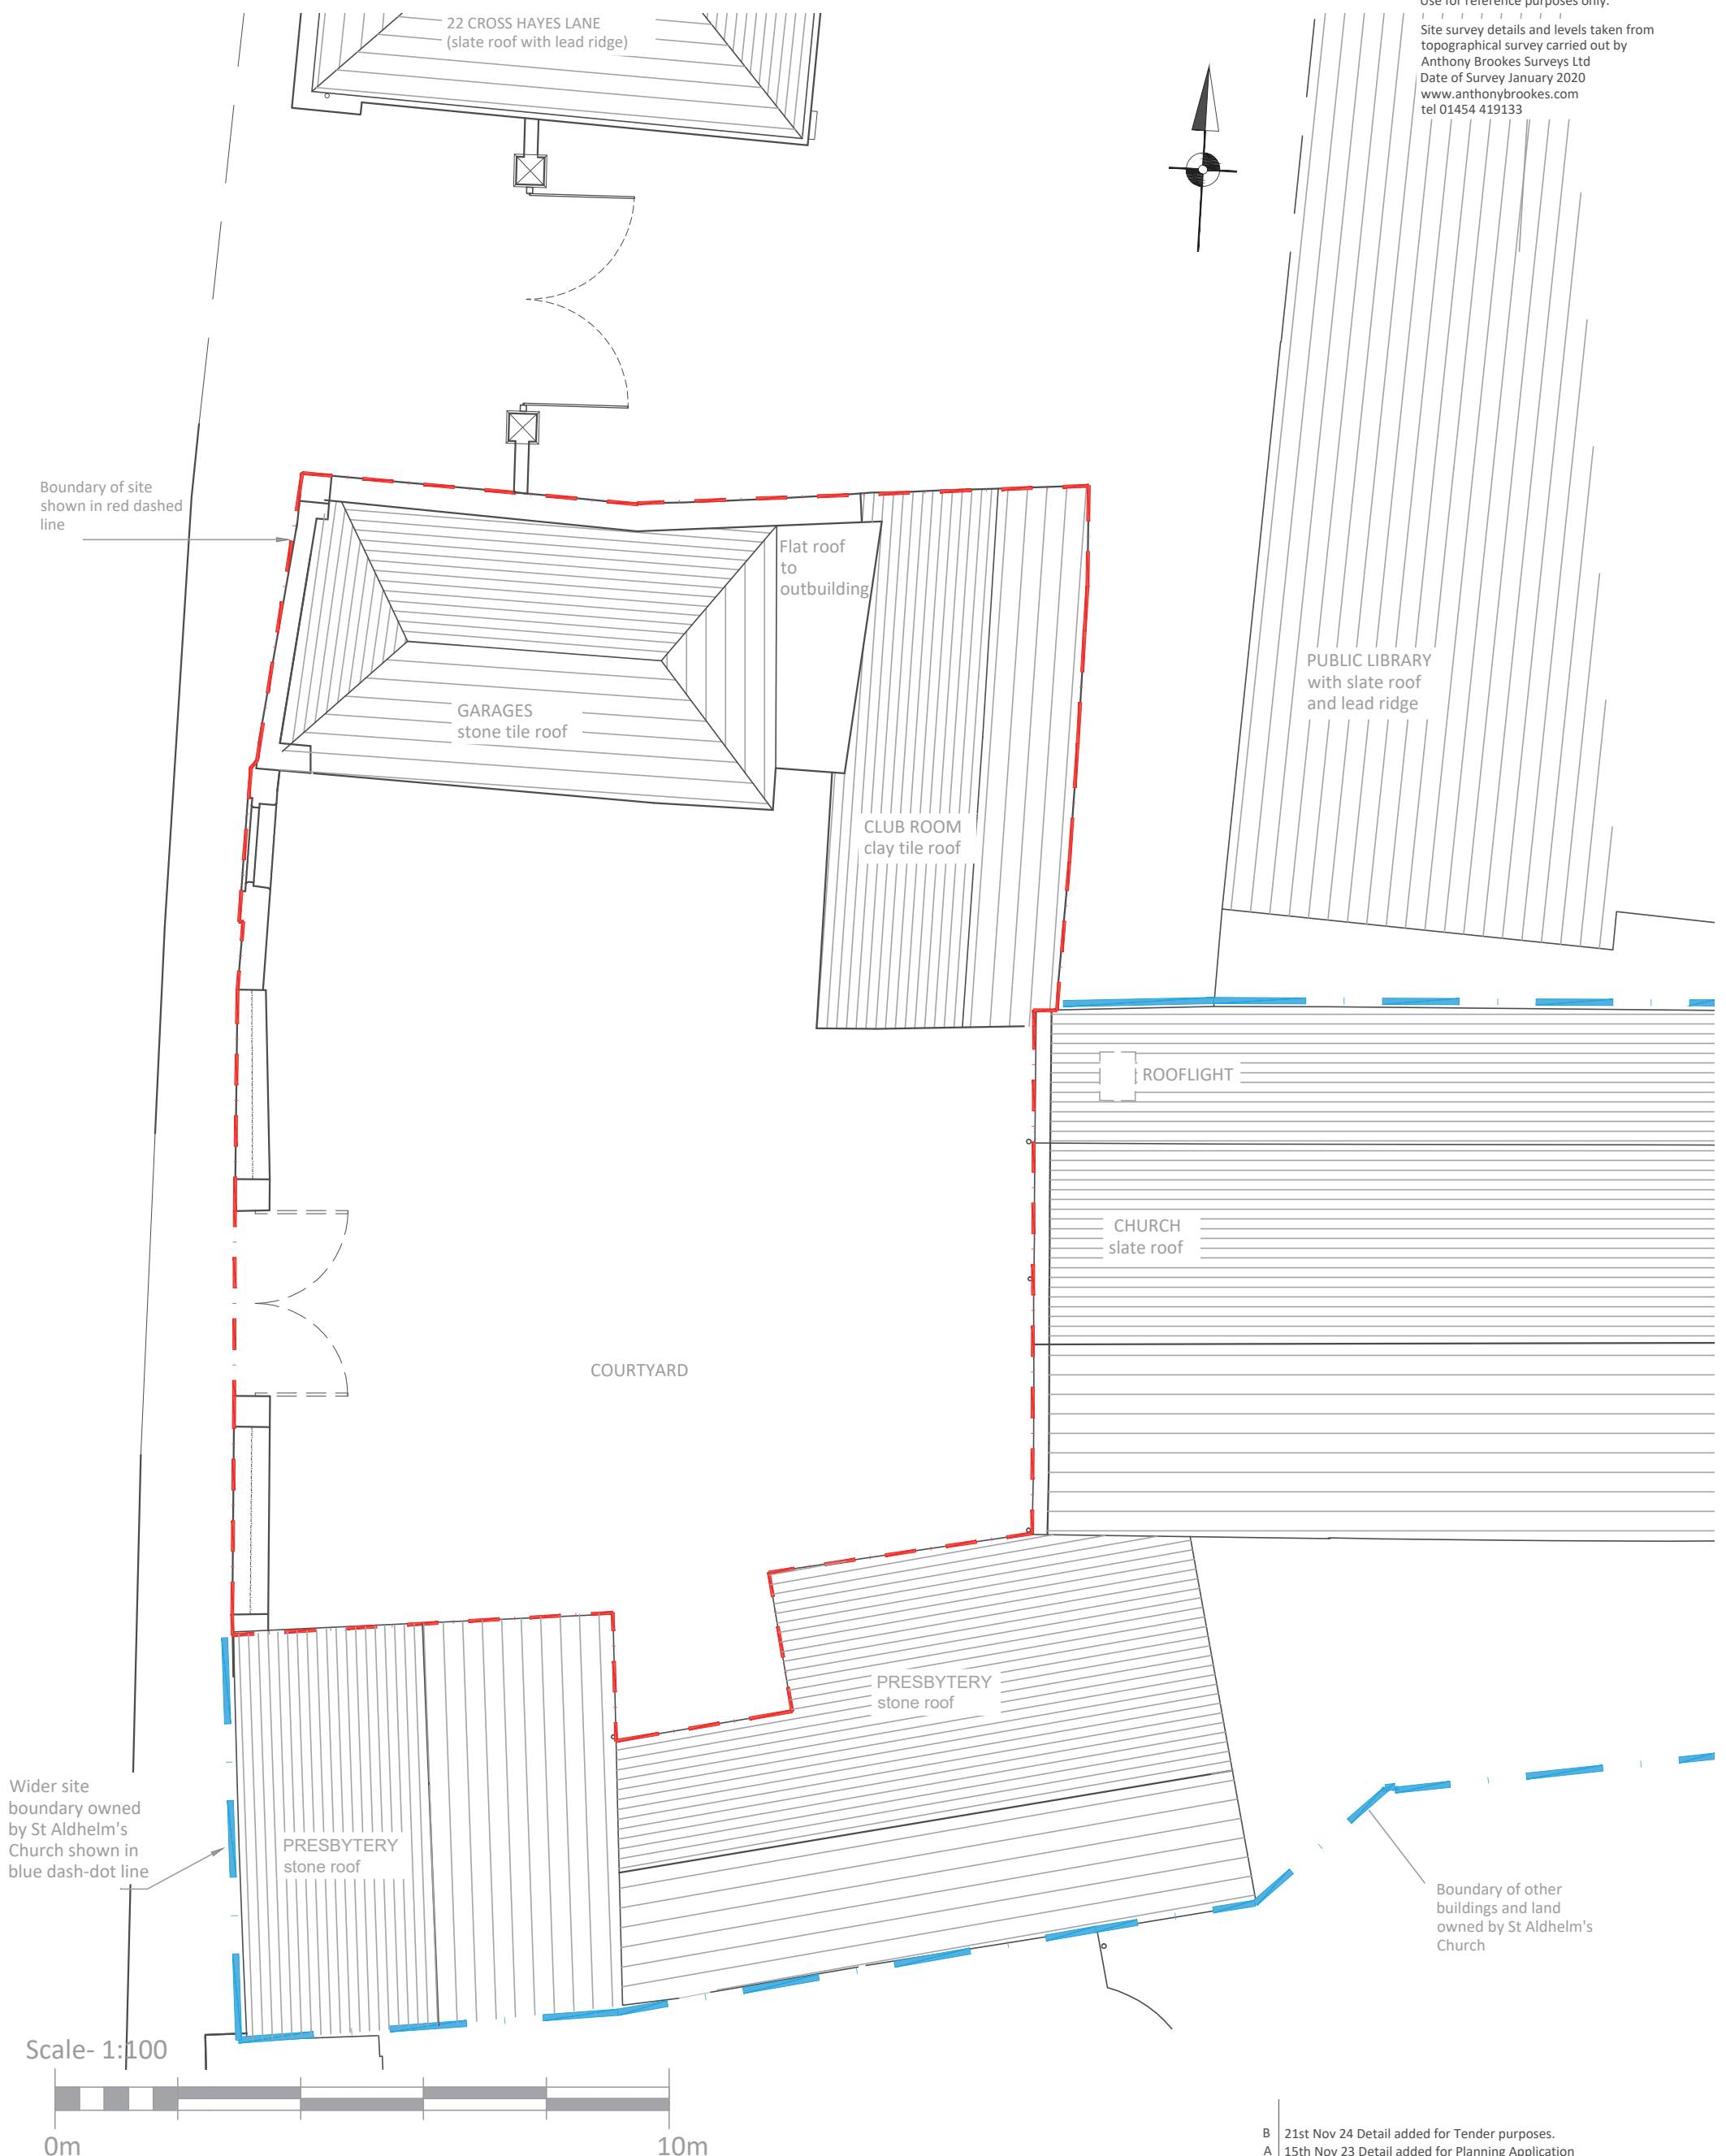 Use for reference purposes only.
Site survey details and levels taken from
topographical survey carried out by
Anthony Brookes Surveys Ltd
Date of Survey January 2020
www.anthonybrookes.com
tel 01454 419133
22 CROSS HAYES LANE
(slate roof with lead ridge)
Boundary of site
shown in red dashed
line
Flat roof
to
outbuilding
GARAGES
stone tile roof
PUBLIC LIBRARY
with slate roof
and lead ridge
CLUB ROOM
clay tile roof
ROOFLIGHT
CHURCH
slate roof
COURTYARD
PRESBYTERY
stone roof
Wider site
boundary owned
by St Aldhelm's
Church shown in
blue dash-dot line
PRESBYTERY
stone roof
Boundary of other
buildings and land
owned by St Aldhelm's
Church
Scale- 1:100
0m 10m
B 21st Nov 24 Detail added for Tender purposes.
A 15th Nov 23 Detail added for Planning Application